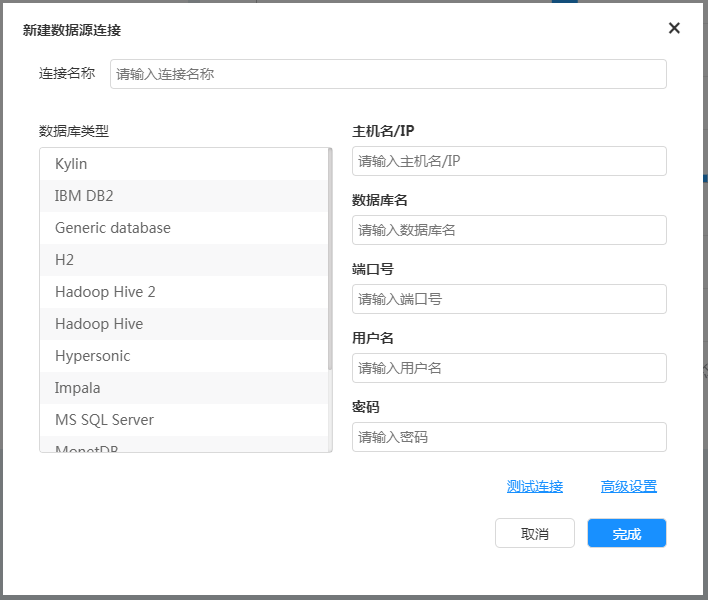 新建数据源连接
连接名称
请输入连接名称
数据库类型
Kylin
IBM DB2
Generic database
H2
Hadoop Hive 2
Hadoop Hive
Hypersonic
Impala
MS SQL Server
MonetDB
主机名/IP
请输入主机名/IP
数据库名
请输入数据库名
端口号
请输入端口号
用户名
请输入用户名
密码
请输入密码
测试连接 高级设置
取消 完成